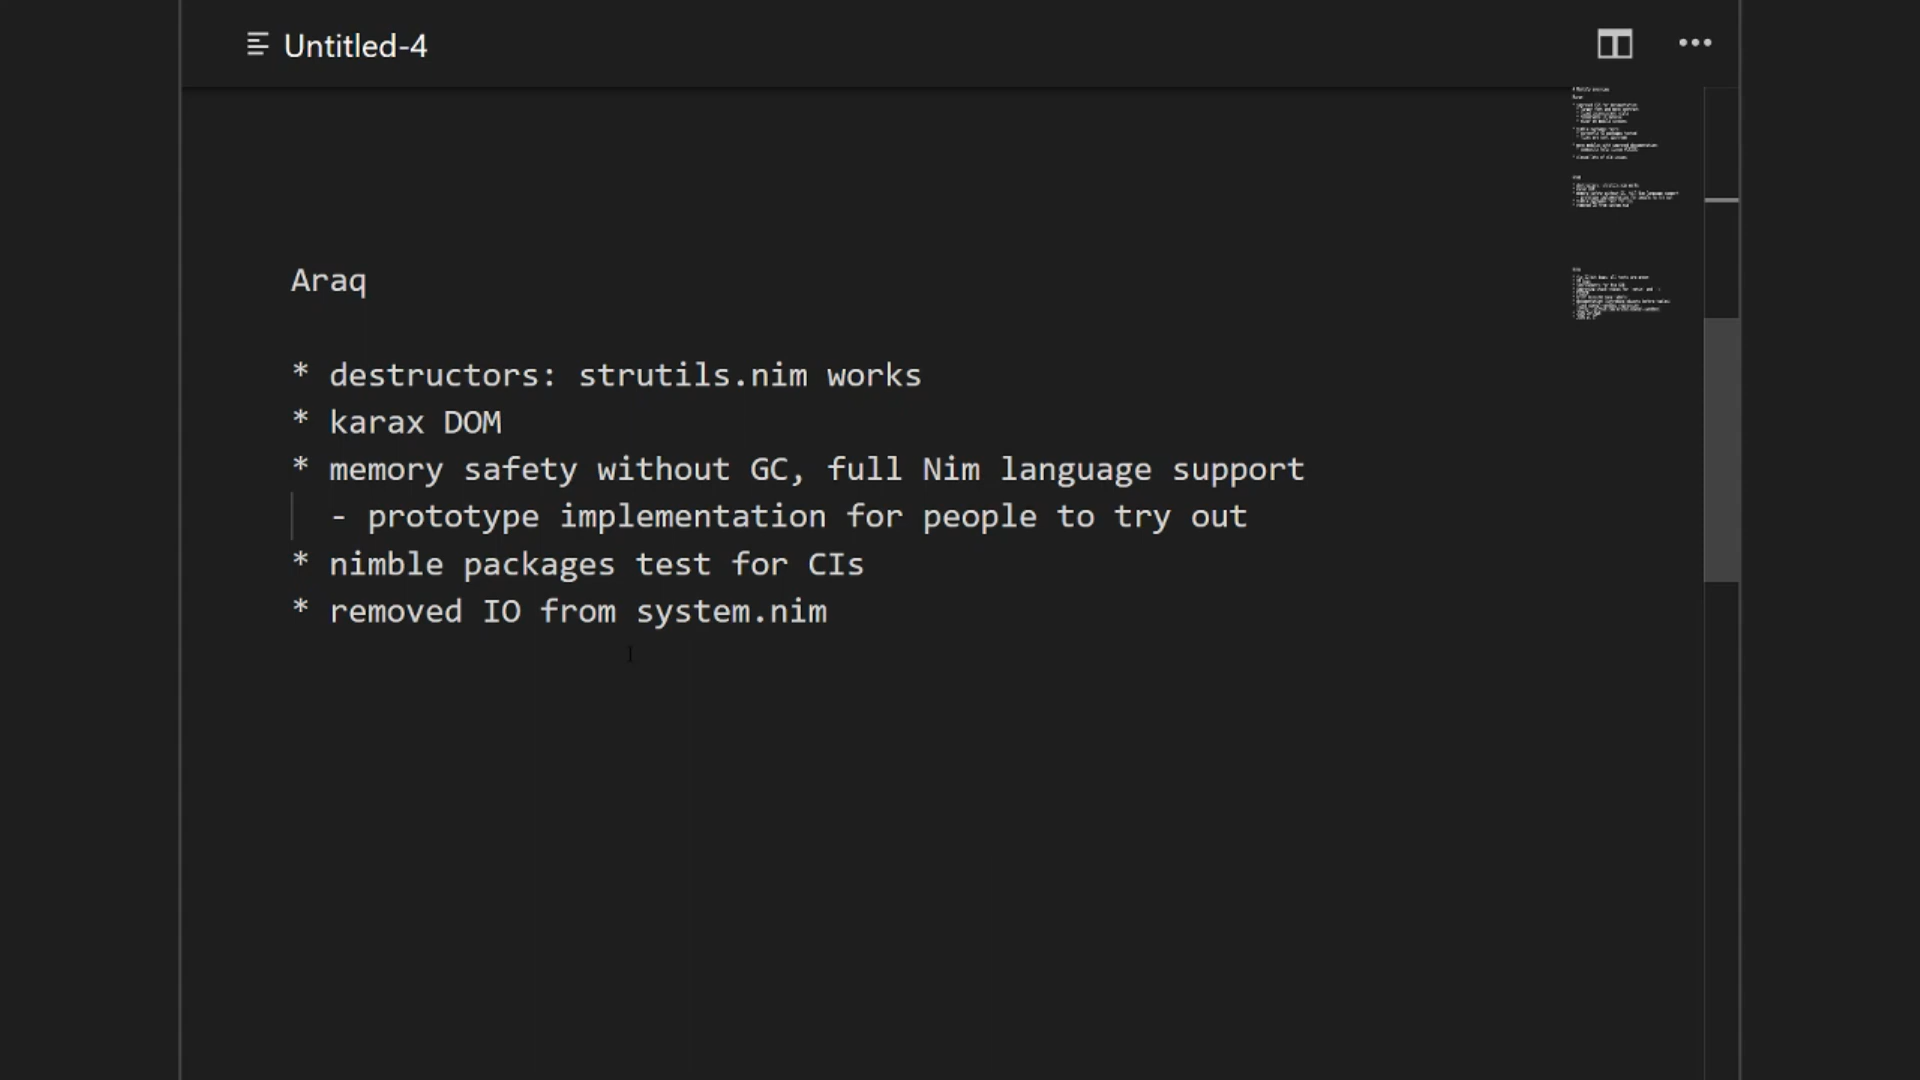 Untitled-4
Araq
* destructors: strutils.nim works
* karax DOM
* memory safety without GC, full Nim language support
- prototype implementation for people to try out
* nimble packages test for CIs
* removed IO from system.nim